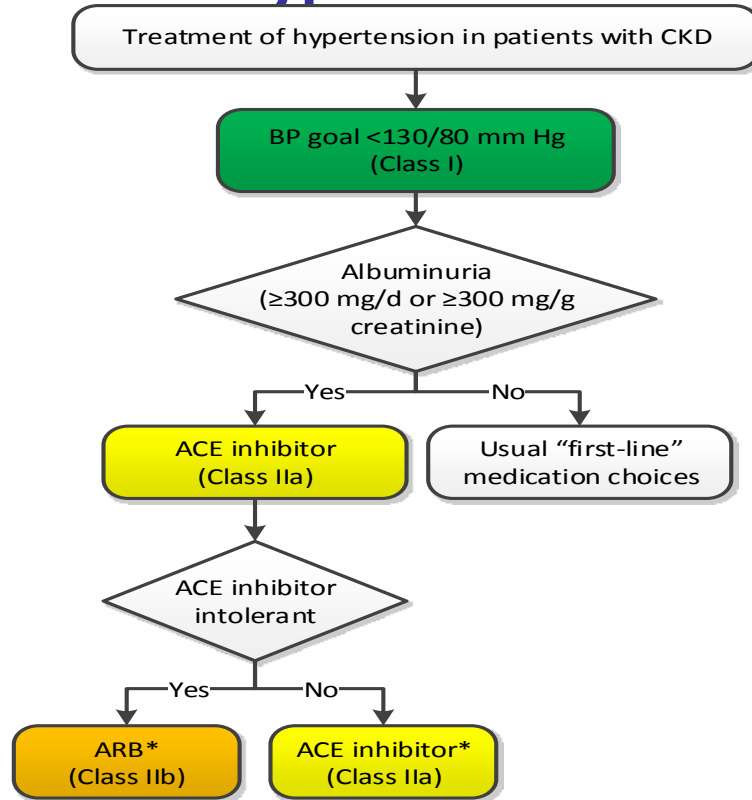 Treatment of hypertension in patients with CKD
BP goal <130/80 mm Hg
(Class I)
Albuminuria
(≥300 mg/d or ≥300 mg/g
creatinine)
Yes
No
ACE inhibitor
(Class IIa)
Usual “first-line”
medication choices
ACE inhibitor
intolerant
Yes
No
ARB*
(Class IIb)
ACE inhibitor*
(Class IIa)